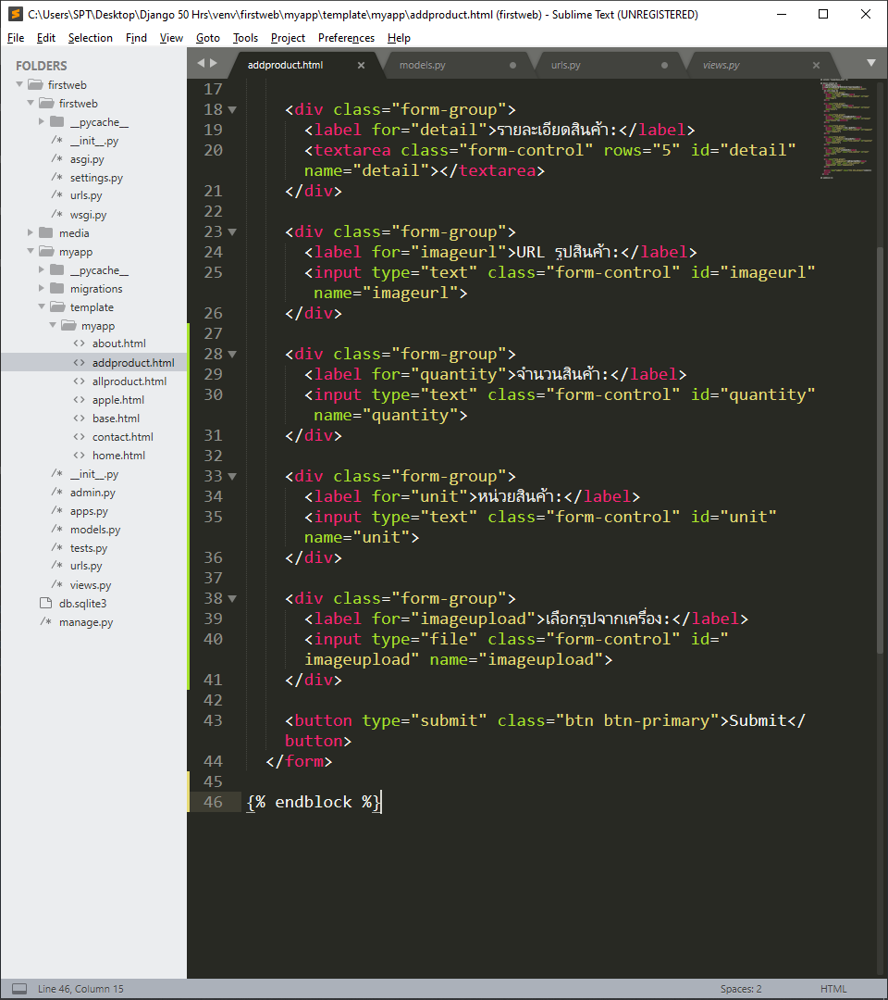 C:\Users\SPT\Desktop\Django 50 Hrs\venv\firstweb\myapp\template\myapp\addproduct.html (firstweb) - Sublime Text (UNREGISTERED)
File Edit Selection Find View Goto Tools Project Preferences Help
FOLDERS
firstweb
firstweb
__pycache__
/* __init__.py
/* asgi.py
/* settings.py
/* urls.py
/* wsgi.py
media
myapp
__pycache__
migrations
template
myapp
<> about.html
<> addproduct.html
<> allproduct.html
<> apple.html
<> base.html
<> contact.html
<> home.html
/* __init__.py
/* admin.py
/* apps.py
/* models.py
/* tests.py
/* urls.py
/* views.py
db.sqlite3
/* manage.py
addproduct.html models.py urls.py views.py
17
18 <div class="form-group">
19 <label for="detail">รายละเอียดสินค้า:</label>
20 <textarea class="form-control" rows="5" id="detail"
name="detail"></textarea>
21 </div>
22
23 <div class="form-group">
24 <label for="imageurl">URL รูปสินค้า:</label>
25 <input type="text" class="form-control" id="imageurl"
name="imageurl">
26 </div>
27
28 <div class="form-group">
29 <label for="quantity">จำนวนสินค้า:</label>
30 <input type="text" class="form-control" id="quantity"
name="quantity">
31 </div>
32
33 <div class="form-group">
34 <label for="unit">หน่วยสินค้า:</label>
35 <input type="text" class="form-control" id="unit"
name="unit">
36 </div>
37
38 <div class="form-group">
39 <label for="imageupload">เลือกรูปจากเครื่อง:</label>
40 <input type="file" class="form-control" id="
imageupload" name="imageupload">
41 </div>
42
43 <button type="submit" class="btn btn-primary">Submit</
button>
44 </form>
45
46 {% endblock %}
Line 46, Column 15 Spaces: 2 HTML